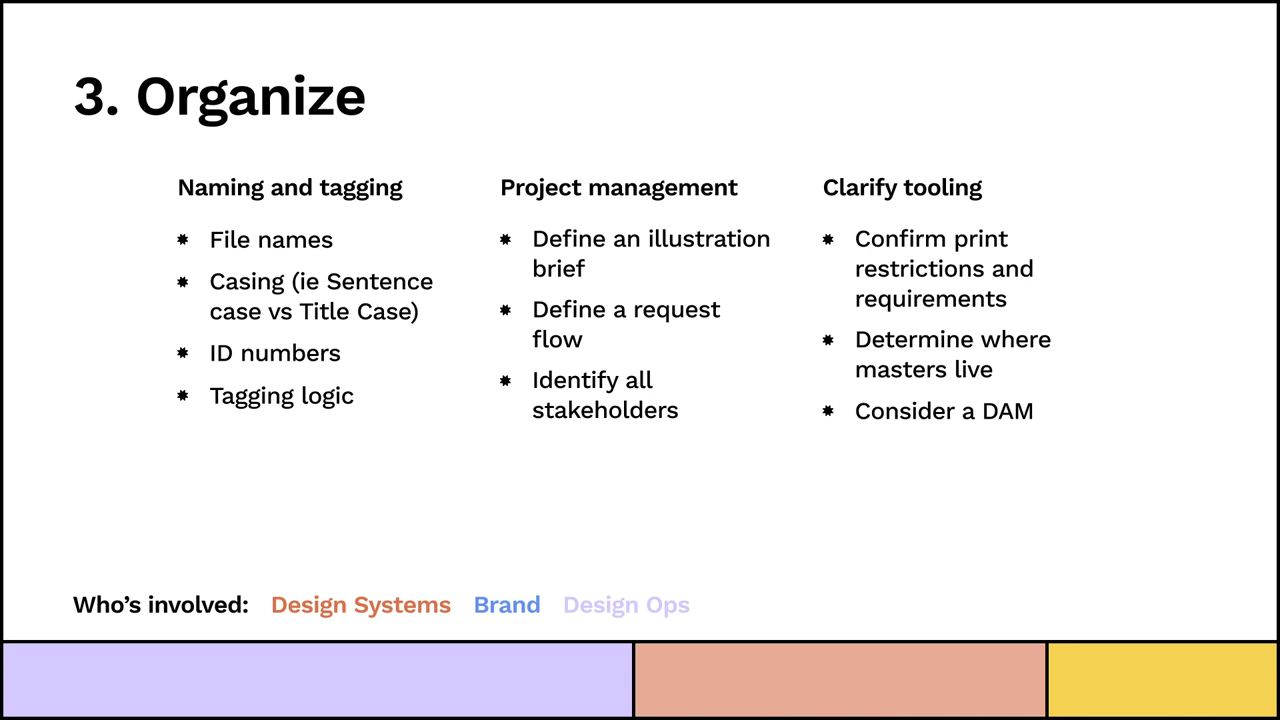 3. Organize
Naming and tagging
File names
Casing (ie Sentence
case vs Title Case)
ID numbers
Tagging logic
Project management
Define an illustration
brief
Define a request
flow
Identify all
stakeholders
Clarify tooling
Confirm print
restrictions and
requirements
Determine where
masters live
Consider a DAM
Who’s involved: Design Systems Brand Design Ops